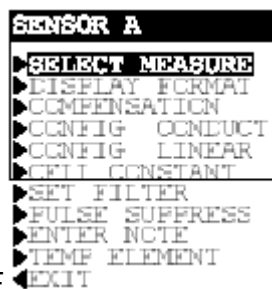 SENSOR A
SELECT MEASURE
DISPLAY FORMAT
COMPENSATION
CONFIG CONDUCT
CONFIG LINEAR
CELL CONSTANT
SET FILTER
PULSE SUPPRESS
ENTER NOTE
TEMP ELEMENT
EXIT